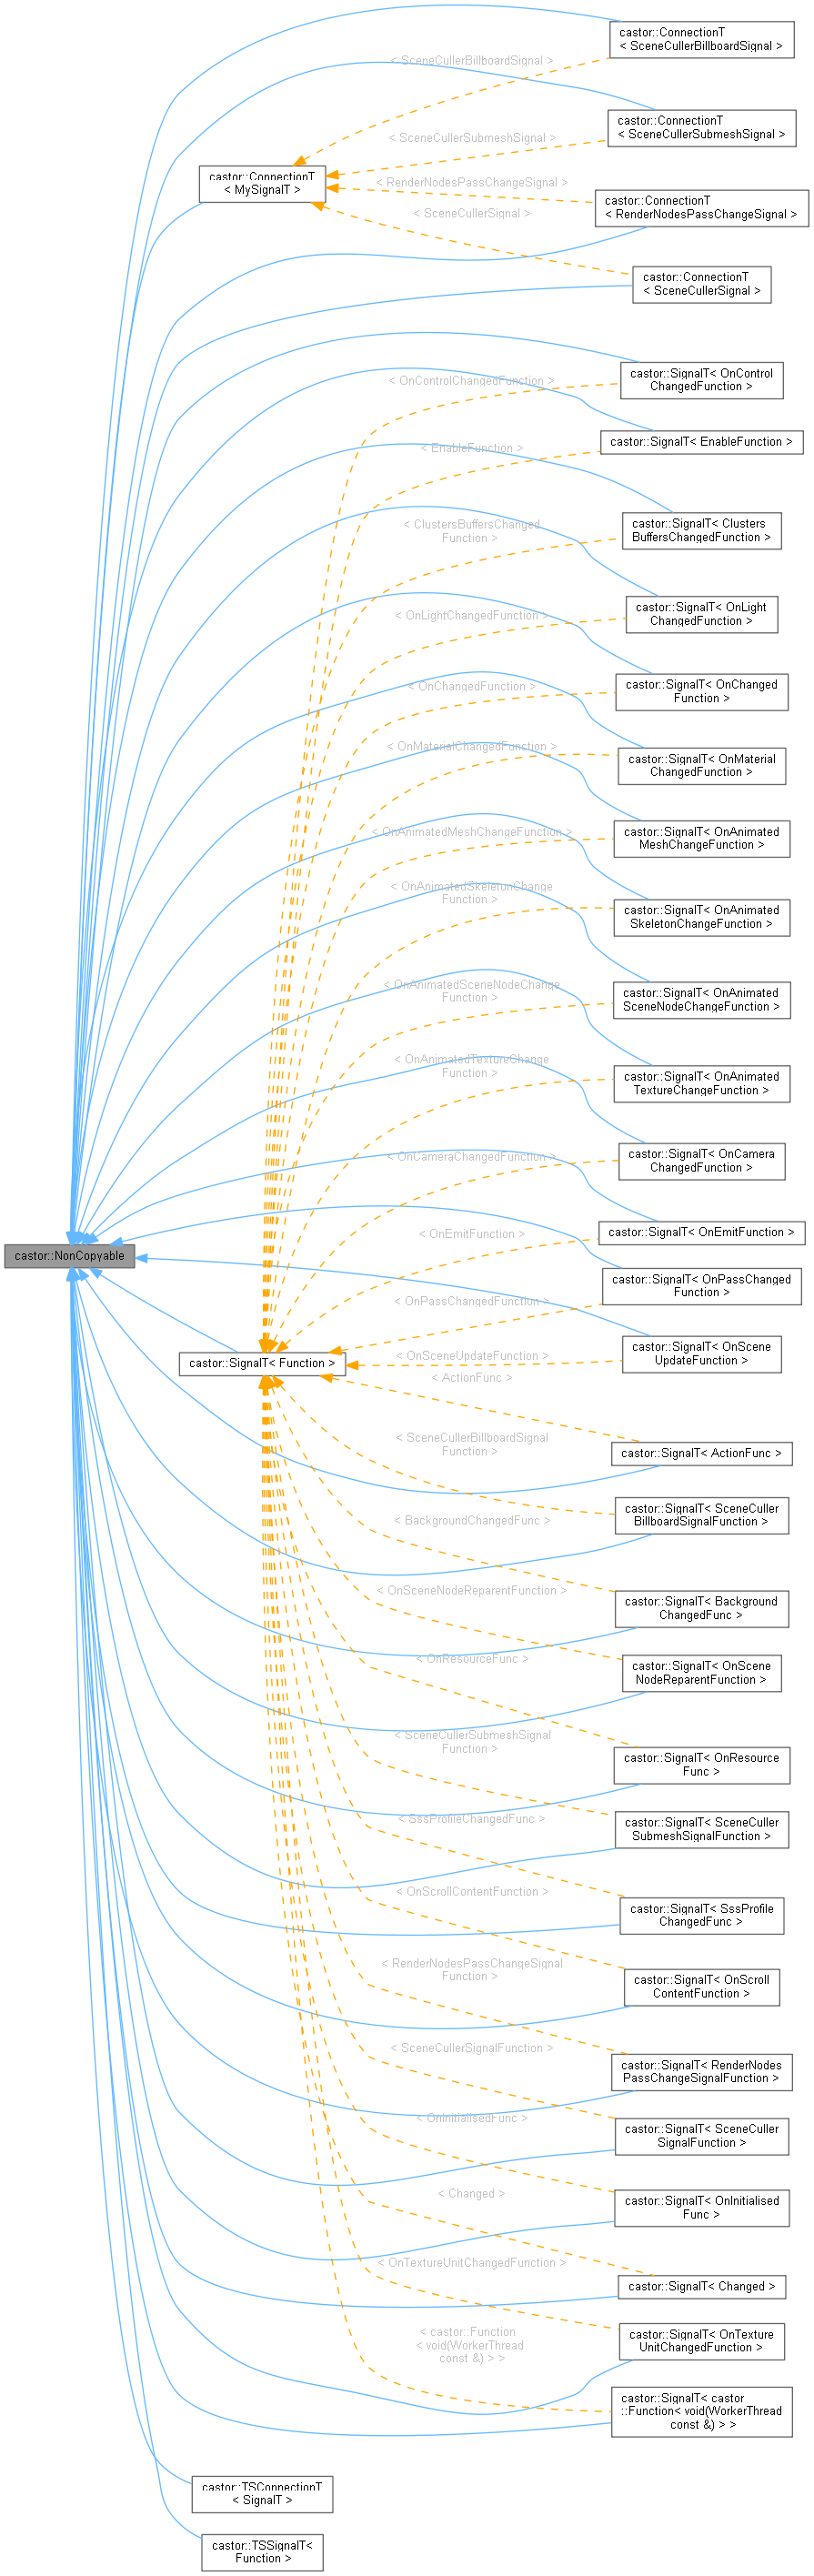 castor::ConnectionT
< SceneCullerBillboardSignal >
< SceneCullerBillboardSignal >
castor::ConnectionT
< SceneCullerSubmeshSignal >
< SceneCullerSubmeshSignal >
castor::ConnectionT
< MySignalT >
< RenderNodesPassChangeSignal >
castor::ConnectionT
< RenderNodesPassChangeSignal >
< SceneCullerSignal >
castor::ConnectionT
< SceneCullerSignal >
castor::SignalT< OnControl
ChangedFunction >
< OnControlChangedFunction >
castor::SignalT< EnableFunction >
< EnableFunction >
castor::SignalT< Clusters
BuffersChangedFunction >
< ClustersBuffersChanged
Function >
castor::SignalT< OnLight
ChangedFunction >
< OnLightChangedFunction >
castor::SignalT< OnChanged
Function >
< OnChangedFunction >
castor::SignalT< OnMaterial
ChangedFunction >
< OnMaterialChangedFunction >
castor::SignalT< OnAnimated
MeshChangeFunction >
< OnAnimatedMeshChangeFunction >
castor::SignalT< OnAnimated
SkeletonChangeFunction >
< OnAnimatedSkeletonChange
Function >
castor::SignalT< OnAnimated
SceneNodeChangeFunction >
< OnAnimatedSceneNodeChange
Function >
castor::SignalT< OnAnimated
TextureChangeFunction >
< OnAnimatedTextureChange
Function >
castor::SignalT< OnCamera
ChangedFunction >
< OnCameraChangedFunction >
castor::SignalT< OnEmitFunction >
< OnEmitFunction >
castor::NonCopyable
castor::SignalT< OnPassChanged
Function >
< OnPassChangedFunction >
castor::SignalT< OnScene
UpdateFunction >
< OnSceneUpdateFunction >
castor::SignalT< Function >
< ActionFunc >
castor::SignalT< ActionFunc >
< SceneCullerBillboardSignal
Function >
castor::SignalT< SceneCuller
BillboardSignalFunction >
< BackgroundChangedFunc >
castor::SignalT< Background
ChangedFunc >
< OnSceneNodeReparentFunction >
castor::SignalT< OnScene
NodeReparentFunction >
< OnResourceFunc >
castor::SignalT< OnResource
Func >
< SceneCullerSubmeshSignal
Function >
castor::SignalT< SceneCuller
SubmeshSignalFunction >
< SssProfileChangedFunc >
castor::SignalT< SssProfile
ChangedFunc >
< OnScrollContentFunction >
castor::SignalT< OnScroll
ContentFunction >
< RenderNodesPassChangeSignal
Function >
castor::SignalT< RenderNodes
PassChangeSignalFunction >
< SceneCullerSignalFunction >
castor::SignalT< SceneCuller
SignalFunction >
< OnInitialisedFunc >
castor::SignalT< OnInitialised
Func >
< Changed >
castor::SignalT< Changed >
< OnTextureUnitChangedFunction >
castor::SignalT< OnTexture
UnitChangedFunction >
< castor::Function
< void(WorkerThread
const &) > >
castor::SignalT< castor
::Function< void(WorkerThread
const &) > >
castor::TSConnectionT
< SignalT >
castor::TSSignalT<
Function >